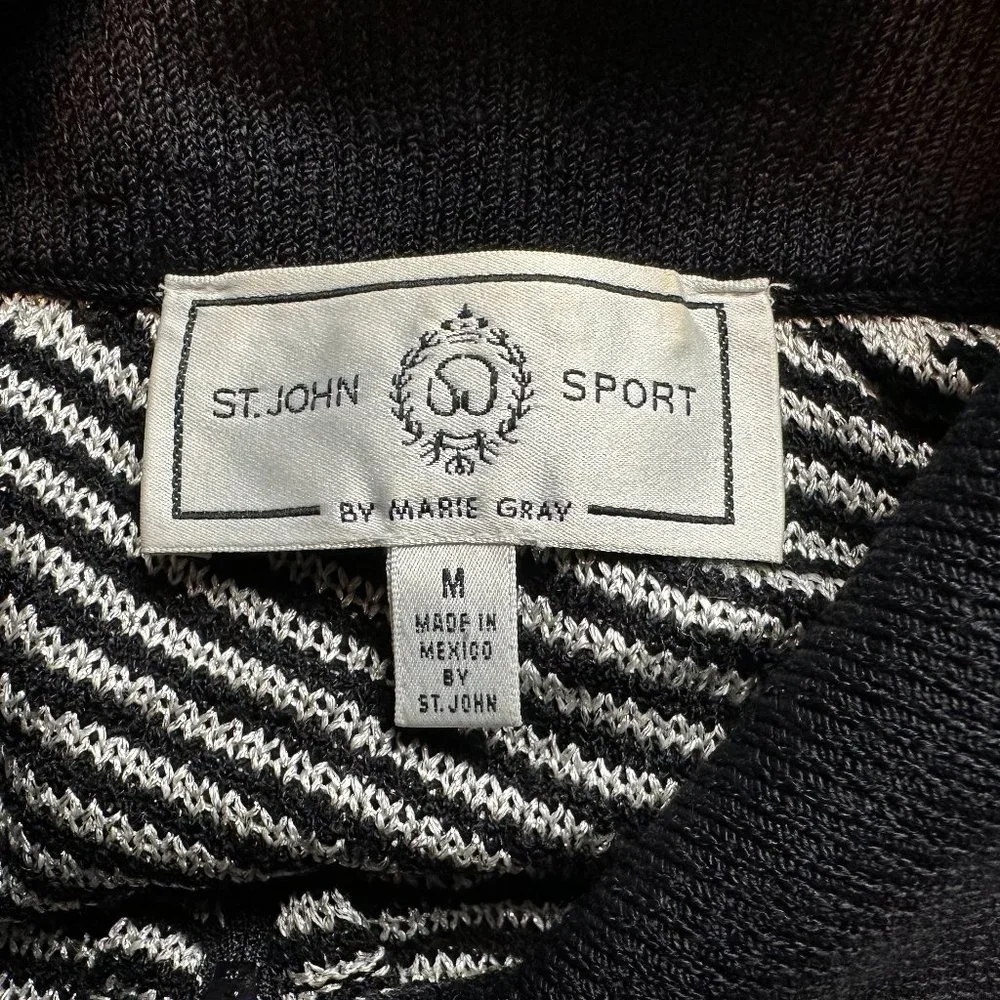 ST. JOHN SPORT
BY MARIE GRAY
M
MADE IN
MEXICO
BY
ST. JOHN